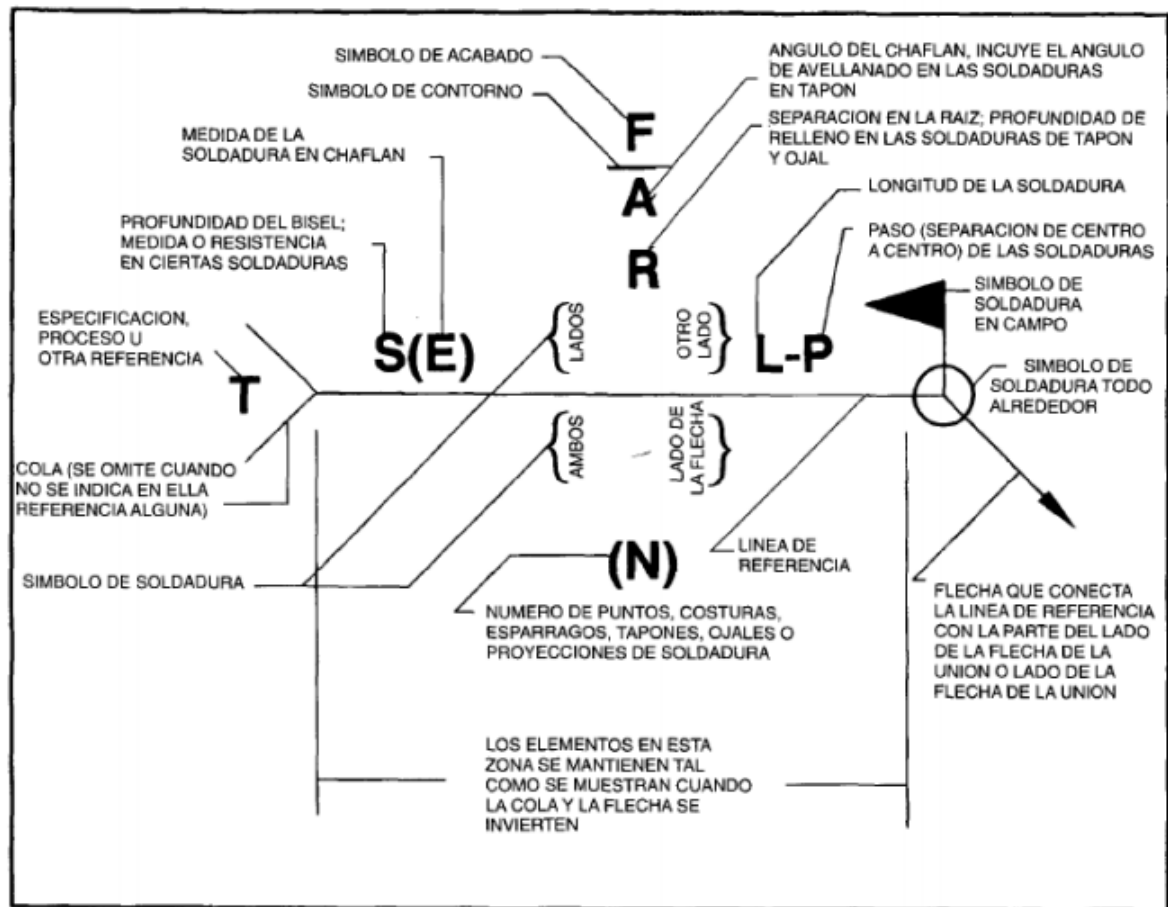 SIMBOLO DE ACABADO
SIMBOLO DE CONTORNO
MEDIDA DE LA
SOLDADURA EN CHAFLAN
PROFUNDIDAD DEL BISEL;
MEDIDA O RESISTENCIA
EN CIERTAS SOLDADURAS
ESPECIFICACION,
PROCESO U
OTRA REFERENCIA
T
S(E)
F
A
R
ANGULO DEL CHAFLAN, INCUYE EL ANGULO
DE AVELLANADO EN LAS SOLDADURAS
EN TAPON
SEPARACION EN LA RAIZ; PROFUNDIDAD DE
RELLENO EN LAS SOLDADURAS DE TAPON
Y OJAL
LONGITUD DE LA SOLDADURA
PASO (SEPARACION DE CENTRO
A CENTRO) DE LAS SOLDADURAS
SIMBOLO DE
SOLDADURA
EN CAMPO
LADOS
OTRO
LADO
L-P
SIMBOLO DE
SOLDADURA TODO
ALREDEDOR
AMBOS
LADO DE
LA FLECHA
COLA (SE OMITE CUANDO
NO SE INDICA EN ELLA
REFERENCIA ALGUNA)
SIMBOLO DE SOLDADURA
(N)
LINEA DE
REFERENCIA
NUMERO DE PUNTOS, COSTURAS,
ESPARRAGOS, TAPONES, OJALES O
PROYECCIONES DE SOLDADURA
FLECHA QUE CONECTA
LA LINEA DE REFERENCIA
CON LA PARTE DEL LADO
DE LA FLECHA DE LA
UNION O LADO DE LA
FLECHA DE LA UNION
LOS ELEMENTOS EN ESTA
ZONA SE MANTIENEN TAL
COMO SE MUESTRAN CUANDO
LA COLA Y LA FLECHA SE
INVIERTEN